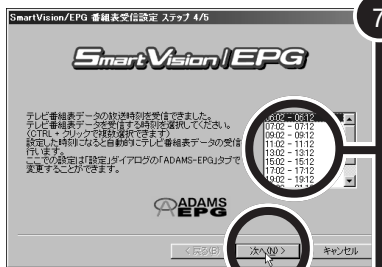 SmartVision/EPG 番組表受信設定 ステップ 4/5
7
SmartVision/EPG
テレビ番組表データの放送時刻を受信できました。
テレビ番組表データを受信する時刻を選択してください。
(CTRL + クリックで複数選択できます)
設定した時刻になると自動的にテレビ番組表データの受信
行います。
ここでの設定は「設定」ダイアログの「ADAMS-EPG」タブで
変更することができます。
05:02 - 05:12
07:02 - 07:12
09:02 - 09:12
11:02 - 11:12
13:02 - 13:12
15:02 - 15:12
17:02 - 17:12
19:02 - 19:12
ADAMS
EPG
< 戻る(B)
次へ(N) >
キャンセル